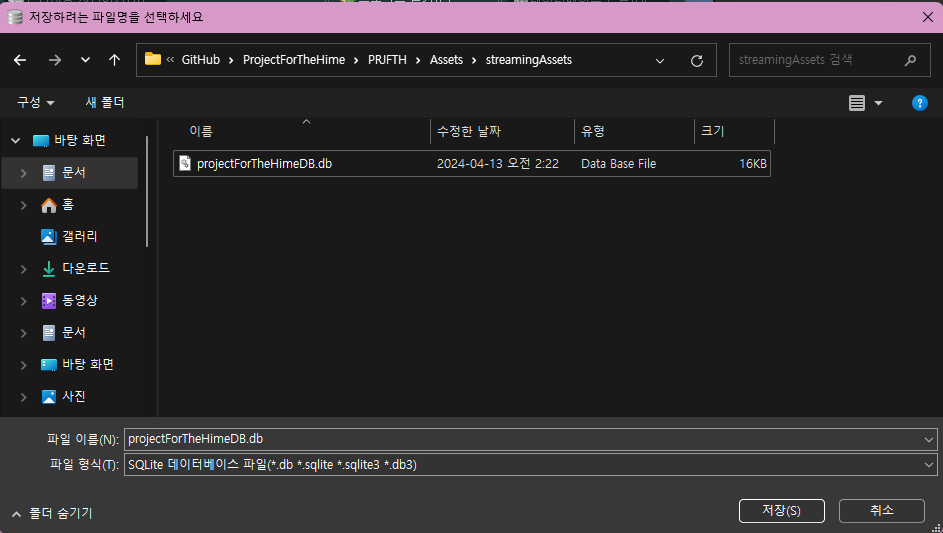 저장하려는 파일명을 선택하세요
« GitHub › ProjectForTheHime › PRJFTH › Assets › streamingAssets
streamingAssets 검색
구성 새 폴더
이름 수정한 날짜 유형 크기
projectForTheHimeDB.db 2024-04-13 오전 2:22 Data Base File 16KB
바탕 화면
문서
홈
갤러리
다운로드
동영상
문서
바탕 화면
사진
파일 이름(N): projectForTheHimeDB.db
파일 형식(T): SQLite 데이터베이스 파일(*.db *.sqlite *.sqlite3 *.db3)
폴더 숨기기 저장(S) 취소